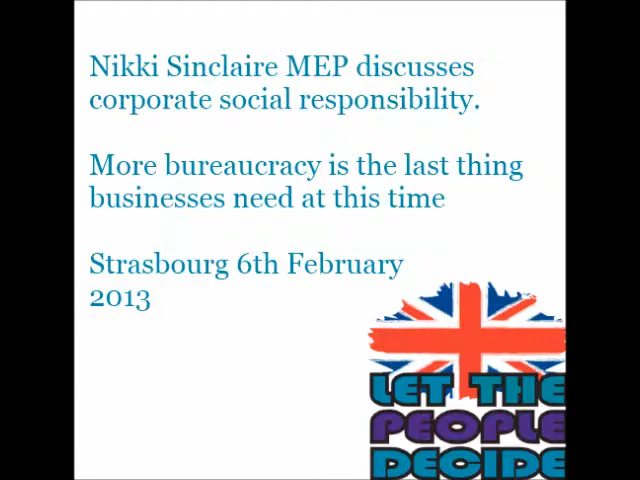 Nikki Sinclaire MEP discusses
corporate social responsibility.
More bureaucracy is the last thing
businesses need at this time
Strasbourg 6th February
2013
LET THE
PEOPLE
DECIDE